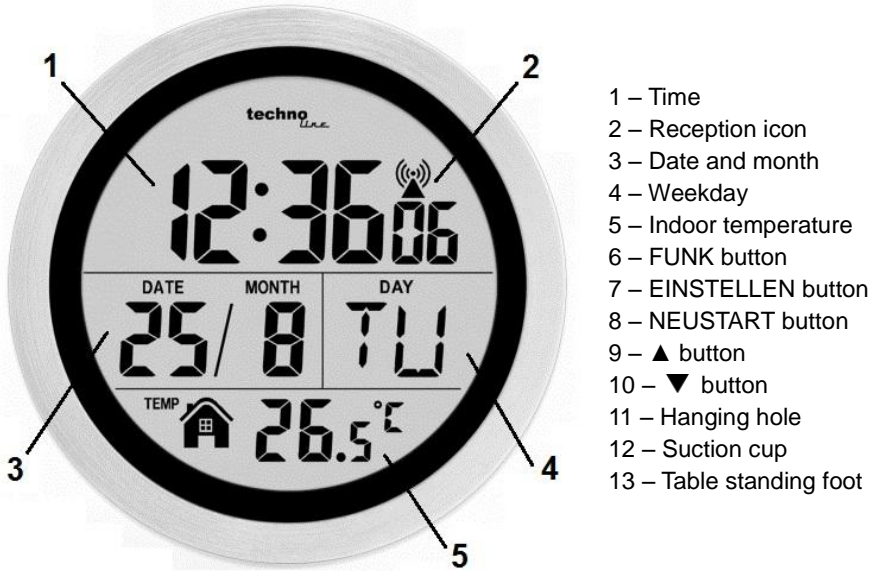 1
2
techno
line
12:36 06
DATE MONTH DAY
25/8 TU
TEMP 26.5°C
3
4
5
1 – Time
2 – Reception icon
3 – Date and month
4 – Weekday
5 – Indoor temperature
6 – FUNK button
7 – EINSTELLEN button
8 – NEUSTART button
9 – ▲ button
10 – ▼ button
11 – Hanging hole
12 – Suction cup
13 – Table standing foot